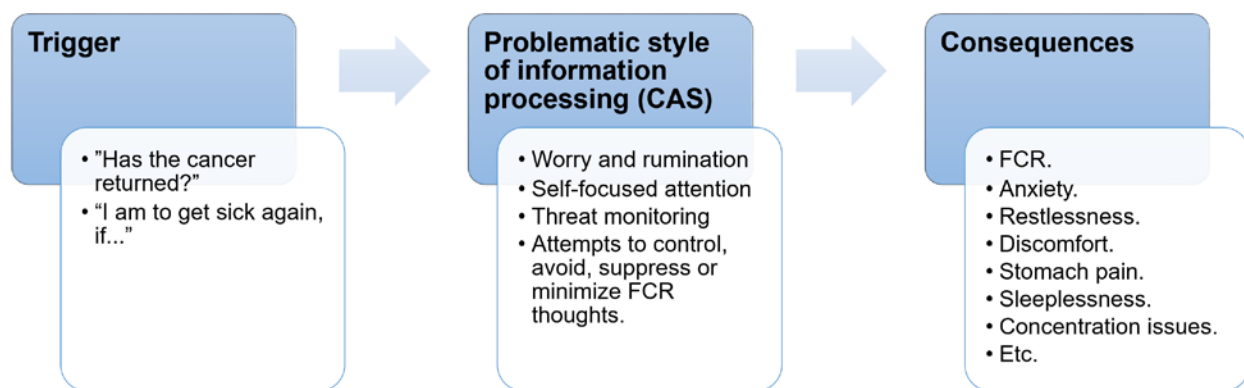 Trigger
• ”Has the cancer
returned?”
• “I am to get sick again,
if...”
Problematic style
of information
processing (CAS)
• Worry and rumination
• Self-focused attention
• Threat monitoring
• Attempts to control,
avoid, suppress or
minimize FCR
thoughts.
Consequences
• FCR.
• Anxiety.
• Restlessness.
• Discomfort.
• Stomach pain.
• Sleeplessness.
• Concentration issues.
• Etc.